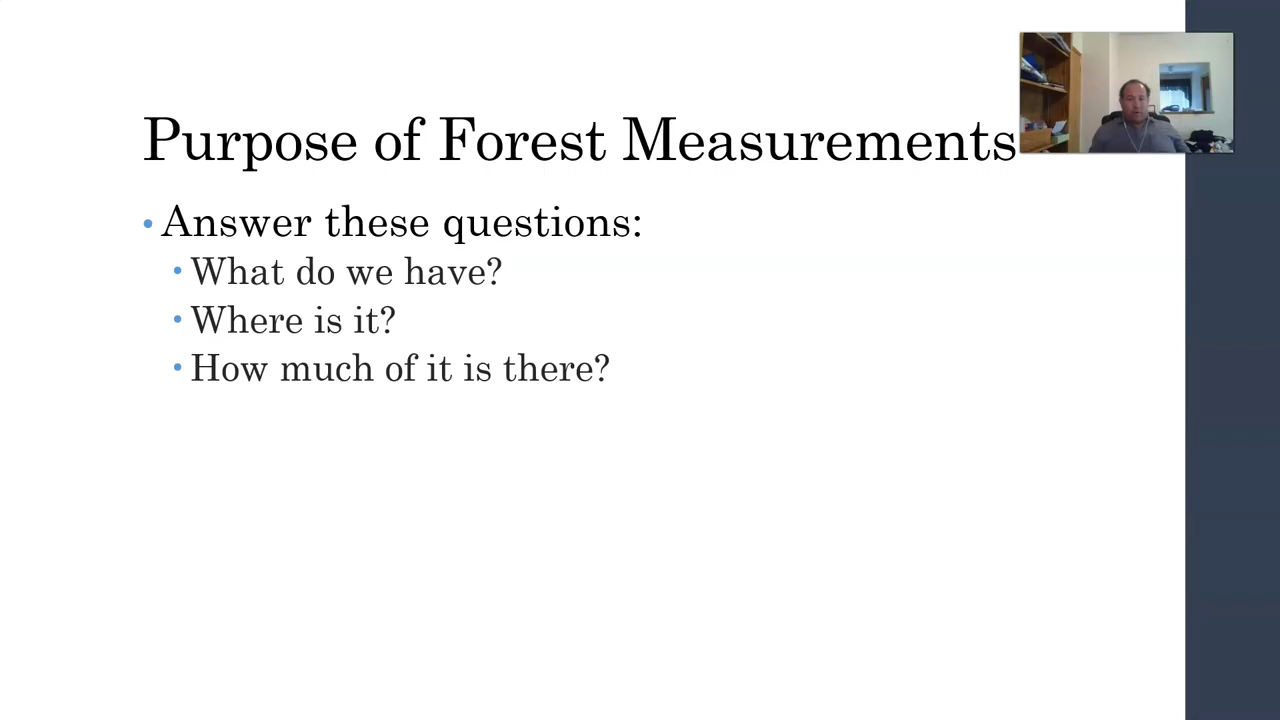 Purpose of Forest Measurements
• Answer these questions:
• What do we have?
• Where is it?
• How much of it is there?